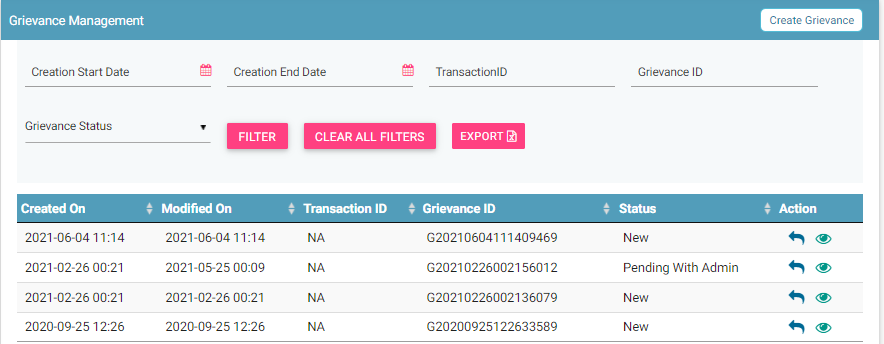 Grievance Management Create Grievance
Creation Start Date Creation End Date TransactionID Grievance ID
Grievance Status FILTER CLEAR ALL FILTERS EXPORT
Created On Modified On Transaction ID Grievance ID Status Action
2021-06-04 11:14 2021-06-04 11:14 NA G20210604111409469 New
2021-02-26 00:21 2021-05-25 00:09 NA G20210226002156012 Pending With Admin
2021-02-26 00:21 2021-02-26 00:21 NA G20210226002136079 New
2020-09-25 12:26 2020-09-25 12:26 NA G20200925122633589 New